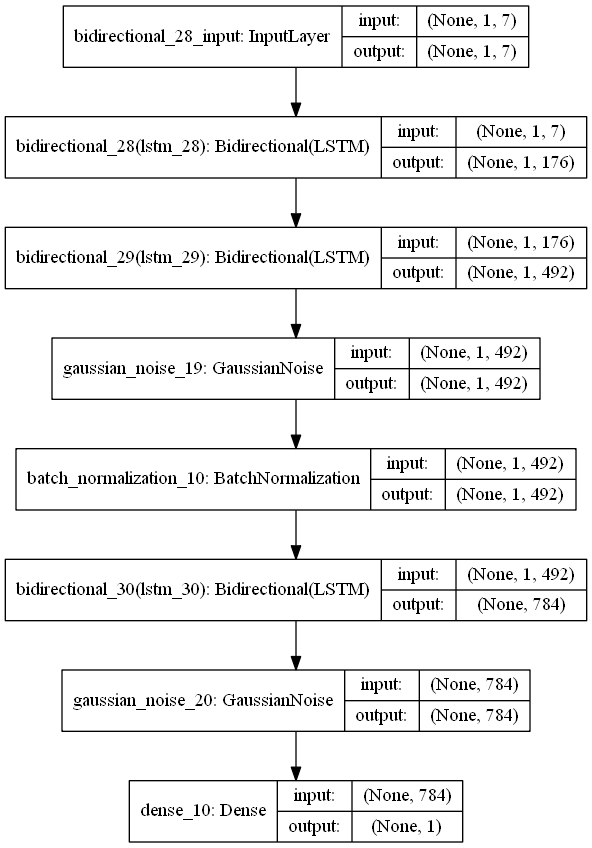 bidirectional_28_input: InputLayer
input: (None, 1, 7)
output: (None, 1, 7)
bidirectional_28(lstm_28): Bidirectional(LSTM)
input: (None, 1, 7)
output: (None, 1, 176)
bidirectional_29(lstm_29): Bidirectional(LSTM)
input: (None, 1, 176)
output: (None, 1, 492)
gaussian_noise_19: GaussianNoise
input: (None, 1, 492)
output: (None, 1, 492)
batch_normalization_10: BatchNormalization
input: (None, 1, 492)
output: (None, 1, 492)
bidirectional_30(lstm_30): Bidirectional(LSTM)
input: (None, 1, 492)
output: (None, 784)
gaussian_noise_20: GaussianNoise
input: (None, 784)
output: (None, 784)
dense_10: Dense
input: (None, 784)
output: (None, 1)